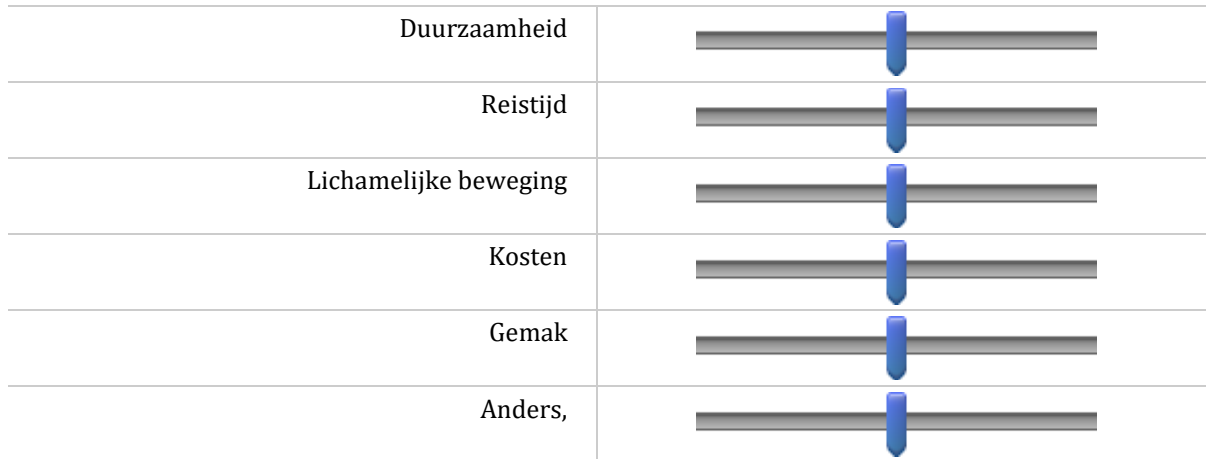 Duurzaamheid
Reistijd
Lichamelijke beweging
Kosten
Gemak
Anders,